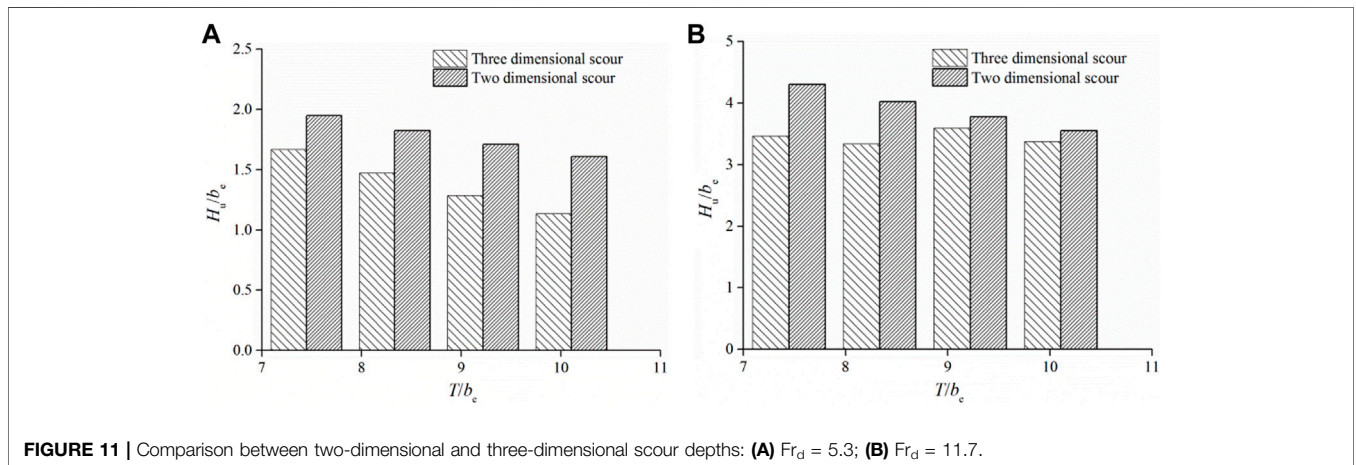 A
2.5
2.0
1.5
1.0
0.5
0.0
H_u/b_e
Three dimensional scour
Two dimensional scour
7 8 9 10 11
T/b_e
B
5
4
3
2
1
0
H_u/b_e
Three dimensional scour
Two dimensional scour
7 8 9 10 11
T/b_e
FIGURE 11 | Comparison between two-dimensional and three-dimensional scour depths: (A) Fr_d = 5.3; (B) Fr_d = 11.7.